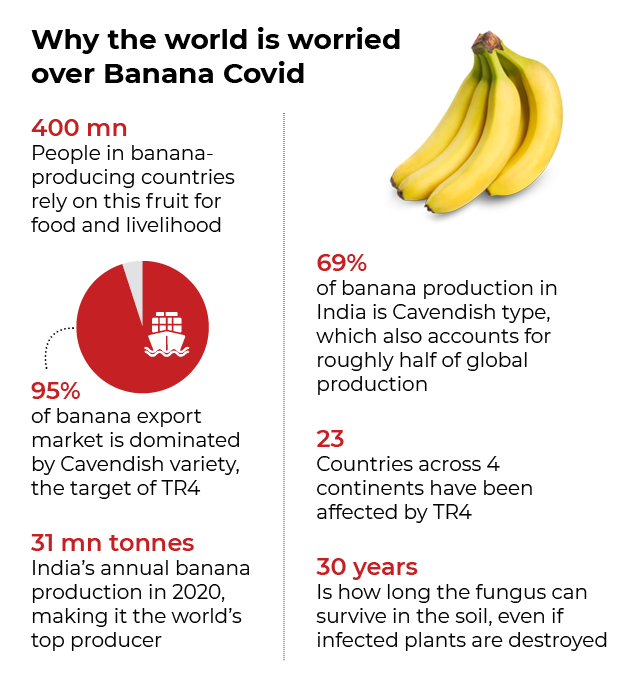 Why the world is worried
over Banana Covid
400 mn
People in banana-
producing countries
rely on this fruit for
food and livelihood
95%
of banana export
market is dominated
by Cavendish variety,
the target of TR4
31 mn tonnes
India's annual banana
production in 2020,
making it the world's
top producer
69%
of banana production in
India is Cavendish type,
which also accounts for
roughly half of global
production
23
Countries across 4
continents have been
affected by TR4
30 years
Is how long the fungus can
survive in the soil, even if
infected plants are destroyed